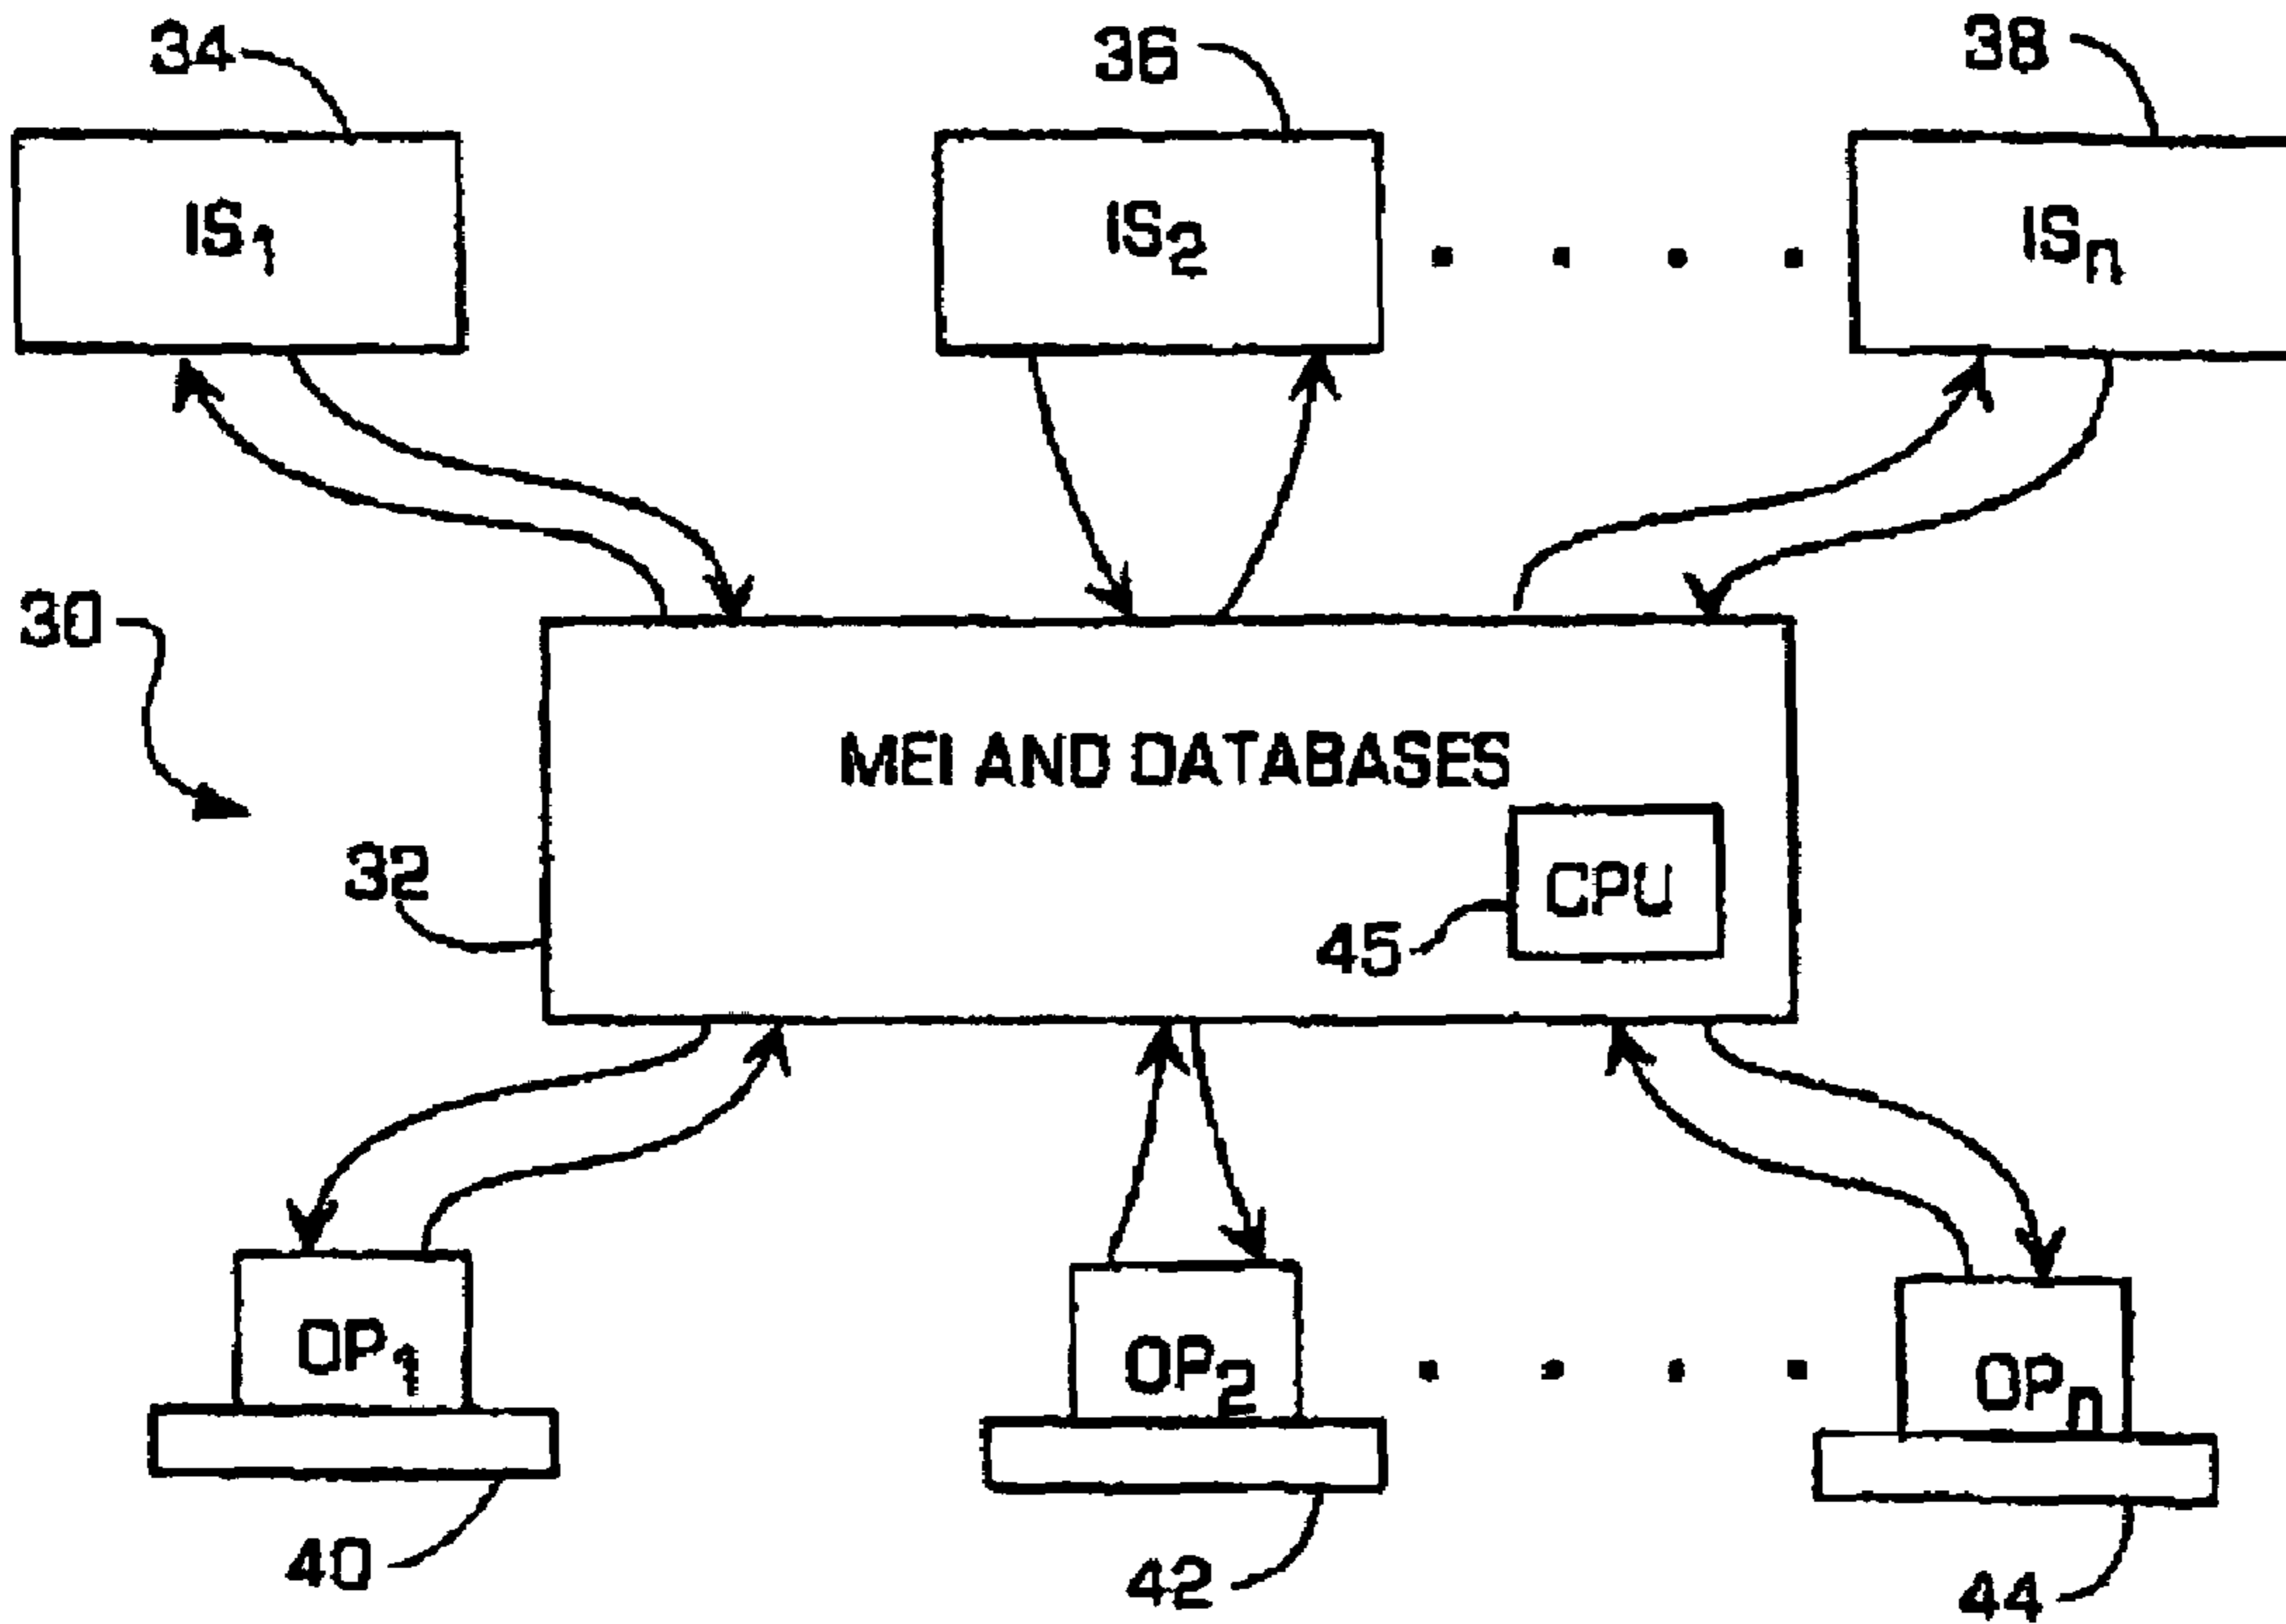 34
36
38
IS₁
IS₂
ISₙ
30
MEI AND DATABASES
32
CPU
45
OP₁
OP₂
OPₙ
40
42
44